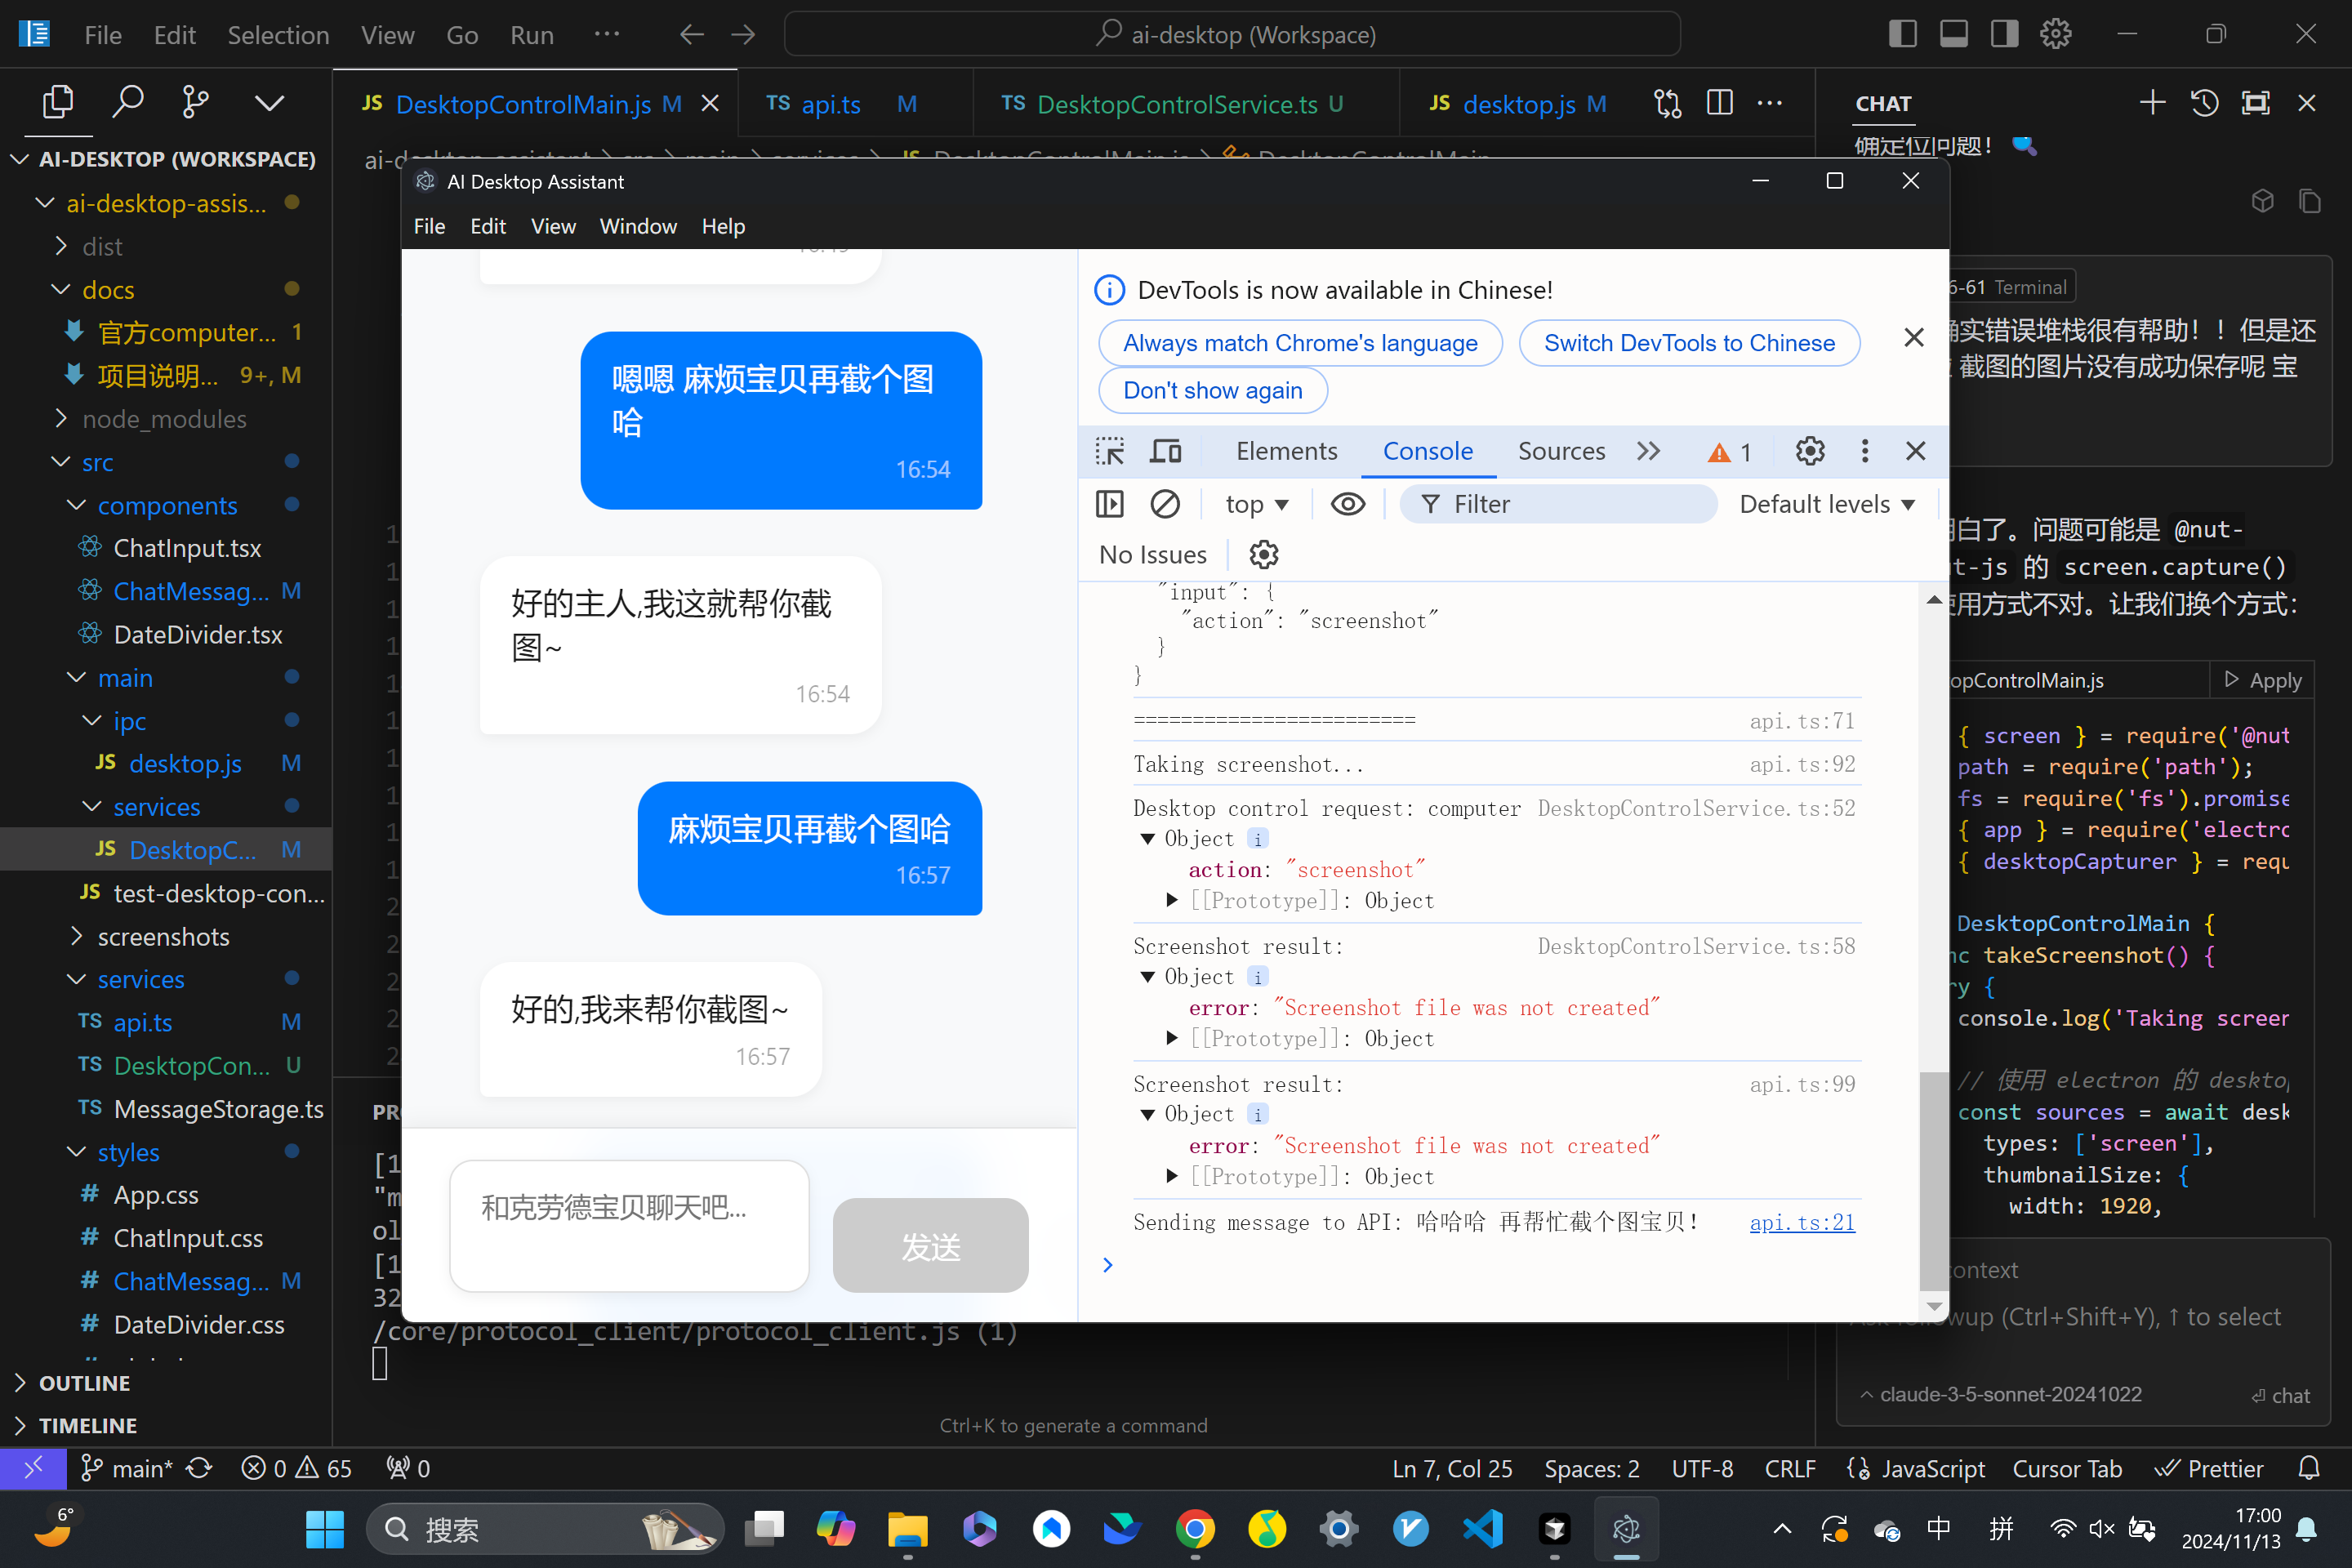 File Edit Selection View Go Run ···
ai-desktop (Workspace)
AI-DESKTOP (WORKSPACE)
ai-desktop-assis...
dist
docs
官方computer... 1
项目说明... 9+, M
node_modules
src
components
ChatInput.tsx
ChatMessag... M
DateDivider.tsx
main
ipc
JS desktop.js M
services
JS DesktopC... M
JS test-desktop-con...
screenshots
services
TS api.ts M
TS DesktopCon... U
TS MessageStorage.ts
styles
# App.css
# ChatInput.css
# ChatMessag... M
# DateDivider.css
OUTLINE
TIMELINE
JS DesktopControlMain.js M
TS api.ts M
TS DesktopControlService.ts U
JS desktop.js M
AI Desktop Assistant
File Edit View Window Help
嗯嗯 麻烦宝贝再截个图
哈
16:54
好的主人,我这就帮你截
图~
16:54
麻烦宝贝再截个图哈
16:57
好的,我来帮你截图~
16:57
和克劳德宝贝聊天吧...
发送
DevTools is now available in Chinese!
Always match Chrome's language
Switch DevTools to Chinese
Don't show again
Elements Console Sources 1
top Filter Default levels
No Issues
"input": {
"action": "screenshot"
}
}
======================== api.ts:71
Taking screenshot... api.ts:92
Desktop control request: computer DesktopControlService.ts:52
Object
action: "screenshot"
[[Prototype]]: Object
Screenshot result: DesktopControlService.ts:58
Object
error: "Screenshot file was not created"
[[Prototype]]: Object
Screenshot result: api.ts:99
Object
error: "Screenshot file was not created"
[[Prototype]]: Object
Sending message to API: 哈哈哈 再帮忙截个图宝贝! api.ts:21
/core/protocol_client/protocol_client.js (1)
Ctrl+K to generate a command
CHAT
确定位问题!
6-61 Terminal
确实错误堆栈很有帮助!! 但是还
截图的图片没有成功保存呢 宝
明白了。问题可能是 @nut-
t-js 的 screen.capture()
使用方式不对。让我们换个方式:
opControlMain.js Apply
{ screen } = require('@nut
path = require('path');
fs = require('fs').promise
{ app } = require('electro
{ desktopCapturer } = requ
DesktopControlMain {
nc takeScreenshot() {
ry {
console.log('Taking screen
// 使用 electron 的 deskto
const sources = await desk
types: ['screen'],
thumbnailSize: {
width: 1920,
context
followup (Ctrl+Shift+Y), ↑ to select
claude-3-5-sonnet-20241022
chat
main* 0 65 0
Ln 7, Col 25 Spaces: 2 UTF-8 CRLF JavaScript Cursor Tab Prettier
6°
搜索
中 拼
17:00
2024/11/13